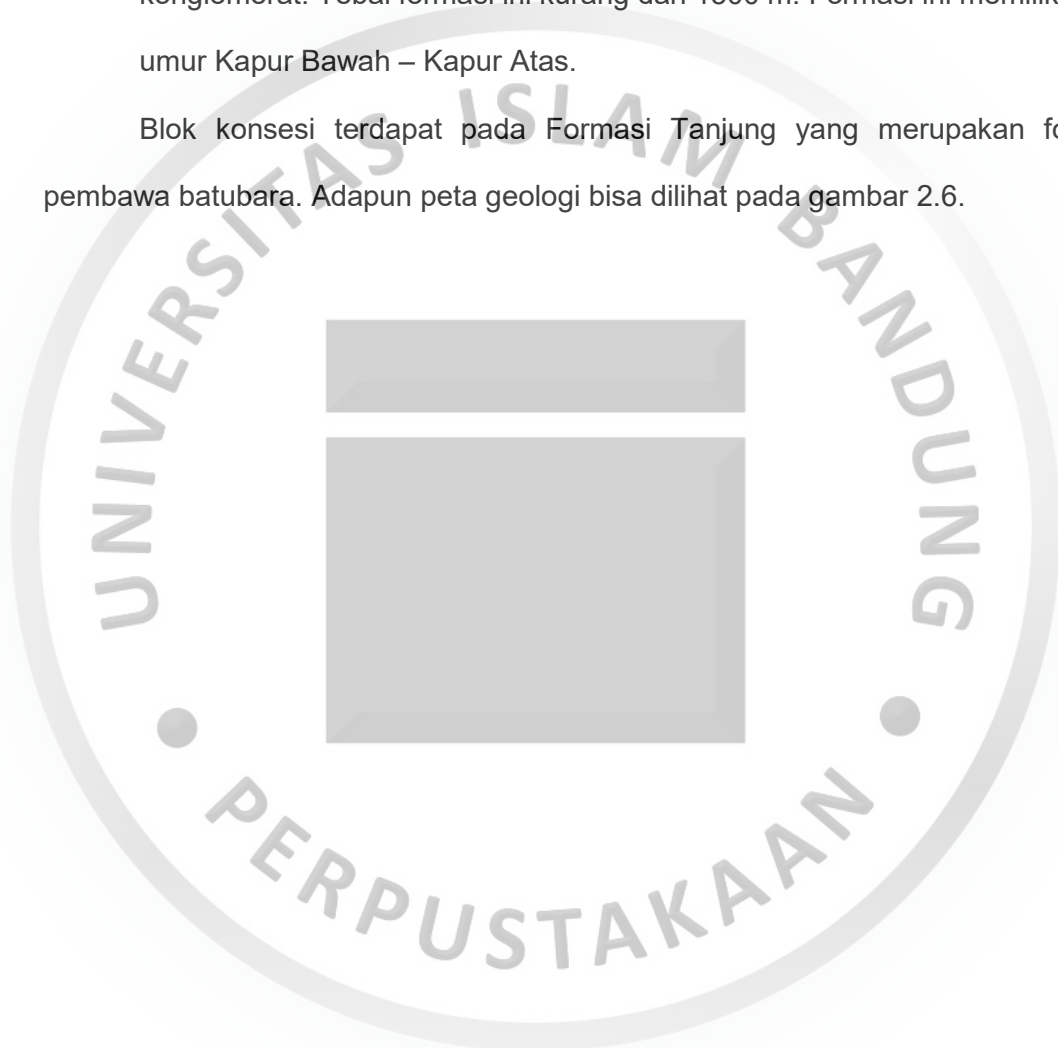 umur Kapur Bawah – Kapur Atas.
Blok konsesi terdapat pada Formasi Tanjung yang merupakan
pembawa batubara. Adapun peta geologi bisa dilihat pada gambar 2.6.
UNIVERSITAS ISLAM BANDUNG
PERPUSTAKAAN